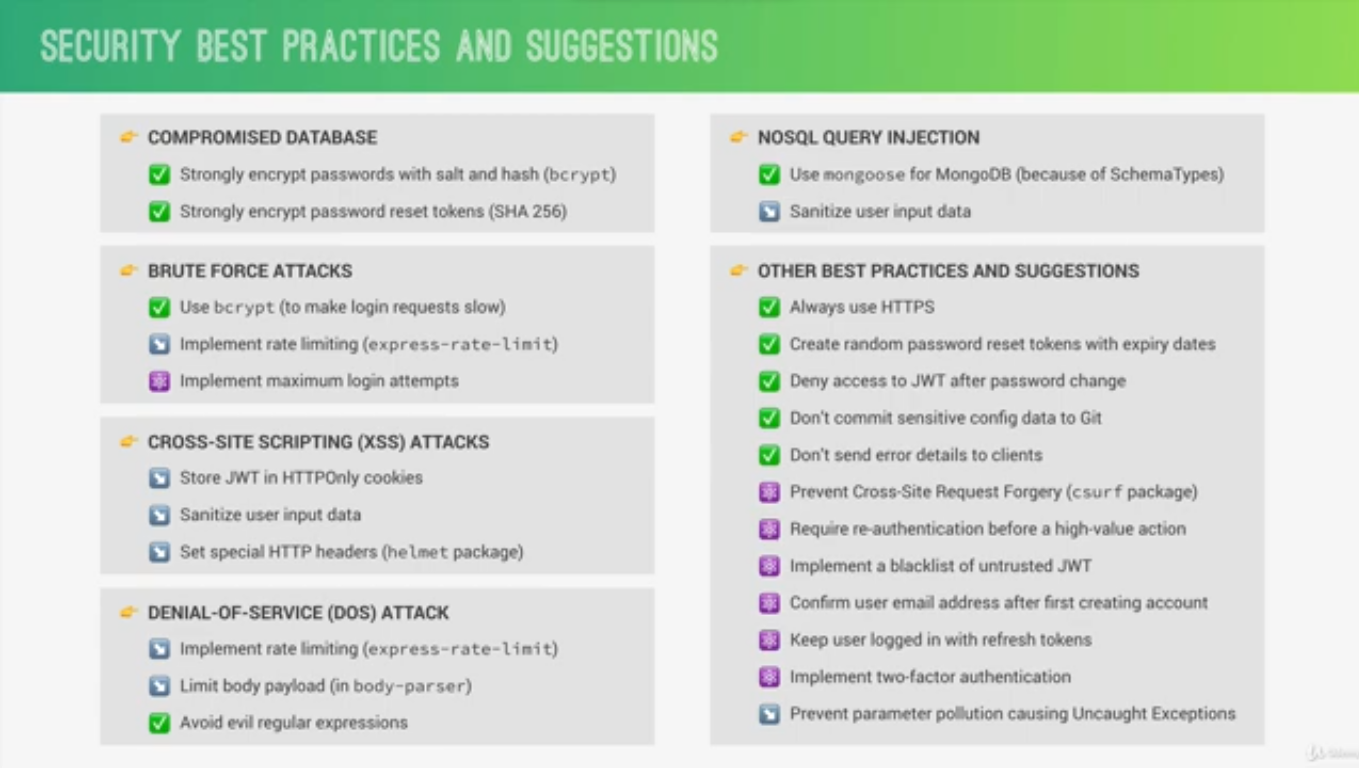 SECURITY BEST PRACTICES AND SUGGESTIONS
COMPROMISED DATABASE
Strongly encrypt passwords with salt and hash (bcrypt)
Strongly encrypt password reset tokens (SHA 256)
BRUTE FORCE ATTACKS
Use bcrypt (to make login requests slow)
Implement rate limiting (express-rate-limit)
Implement maximum login attempts
CROSS-SITE SCRIPTING (XSS) ATTACKS
Store JWT in HTTPOnly cookies
Sanitize user input data
Set special HTTP headers (helmet package)
DENIAL-OF-SERVICE (DOS) ATTACK
Implement rate limiting (express-rate-limit)
Limit body payload (in body-parser)
Avoid evil regular expressions
NOSQL QUERY INJECTION
Use mongoose for MongoDB (because of SchemaTypes)
Sanitize user input data
OTHER BEST PRACTICES AND SUGGESTIONS
Always use HTTPS
Create random password reset tokens with expiry dates
Deny access to JWT after password change
Don't commit sensitive config data to Git
Don't send error details to clients
Prevent Cross-Site Request Forgery (csurf package)
Require re-authentication before a high-value action
Implement a blacklist of untrusted JWT
Confirm user email address after first creating account
Keep user logged in with refresh tokens
Implement two-factor authentication
Prevent parameter pollution causing Uncaught Exceptions